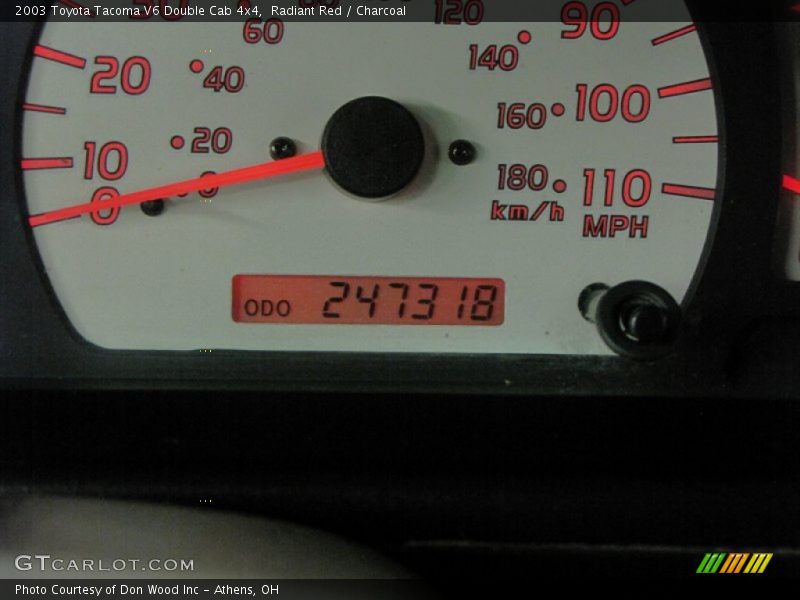 2003 Toyota Tacoma V6 Double Cab 4x4,  Radiant Red / Charcoal
60
120
90
20
40
140
100
160
10
20
180
110
km/h
MPH
0
0
ODO 247318
GTCARLOT.COM
Photo Courtesy of Don Wood Inc - Athens, OH